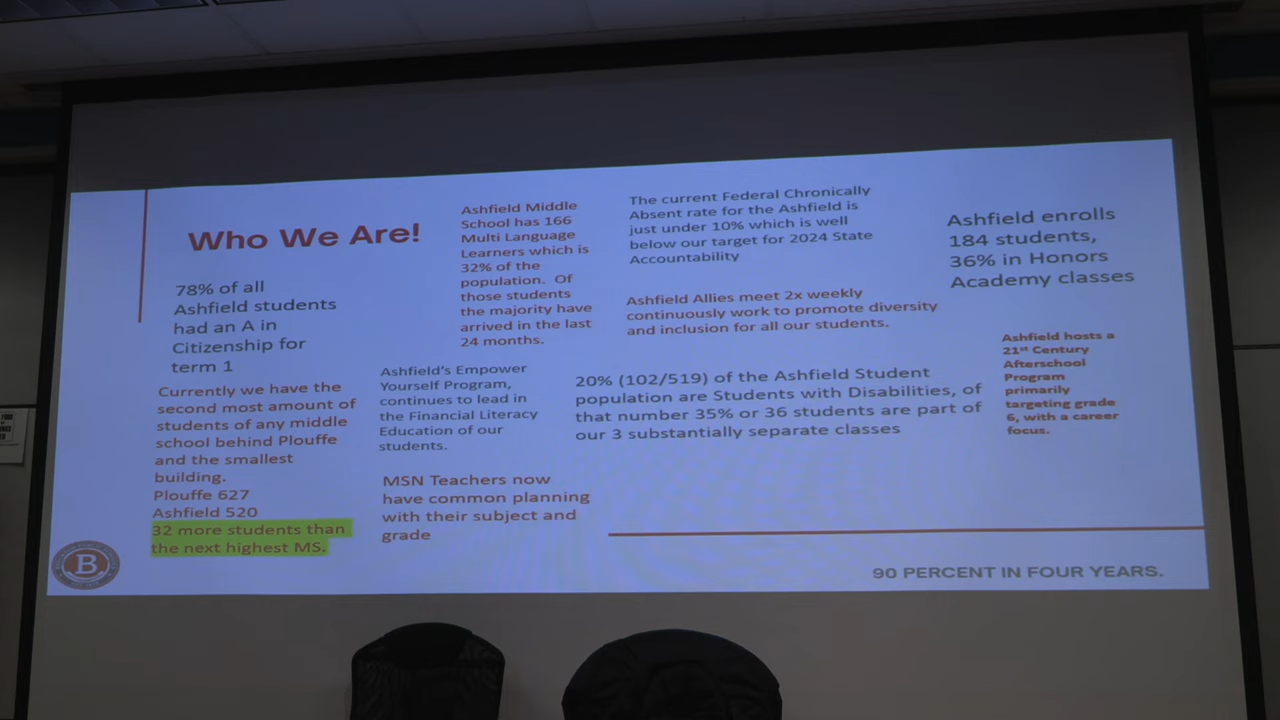 Who We Are!
78% of all
Ashfield students
had an A in
Citizenship for
term 1
Currently we have the
second most amount of
students of any middle
school behind Plouffe
and the smallest
building.
Plouffe 627
Ashfield 520
32 more students than
the next highest MS.
Ashfield Middle
School has 166
Multi Language
Learners which is
32% of the
population. Of
those students
the majority have
arrived in the last
24 months.
Ashfield's Empower
Yourself Program,
continues to lead in
the Financial Literacy
Education of our
students.
MSN Teachers now
have common planning
with their subject and
grade
The current Federal Chronically
Absent rate for the Ashfield is
just under 10% which is well
below our target for 2024 State
Accountability
Ashfield Allies meet 2x weekly
continuously work to promote diversity
and inclusion for all our students.
20% (102/519) of the Ashfield Student
population are Students with Disabilities, of
that number 35% or 36 students are part of
our 3 substantially separate classes
Ashfield enrolls
184 students,
36% in Honors
Academy classes
Ashfield hosts a
21st Century
Afterschool
Program
primarily
targeting grade
6, with a career
focus.
B
90 PERCENT IN FOUR YEARS.